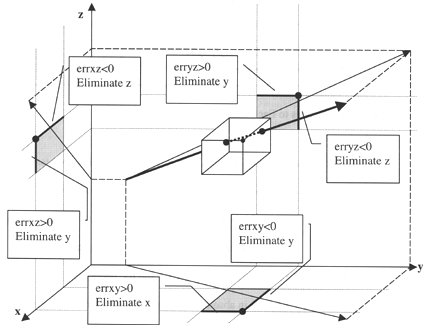 z
errxz<0
Eliminate z
erryz>0
Eliminate y
erryz<0
Eliminate z
errxz>0
Eliminate y
errxy<0
Eliminate y
errxy>0
Eliminate x
x
y